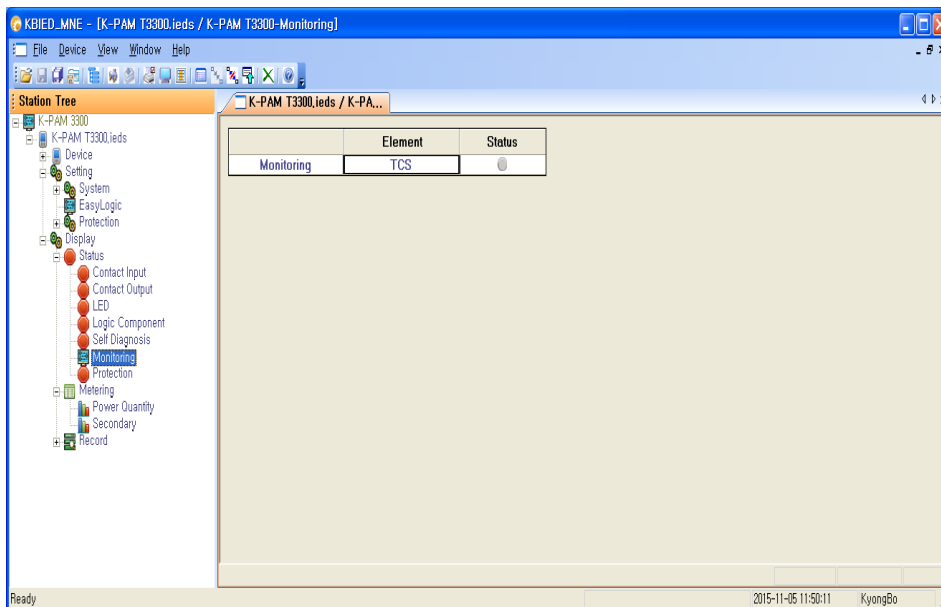 KBIED_MNE - [K-PAM T3300.ieds / K-PAM T3300-Monitoring]
File Device View Window Help
Station Tree
K-PAM T3300.ieds / K-PA...
K-PAM 3300
K-PAM T3300.ieds
Device
Setting
System
EasyLogic
Protection
Display
Status
Contact Input
Contact Output
LED
Logic Component
Self Diagnosis
Monitoring
Protection
Metering
Power Quantity
Secondary
Record
Element Status
Monitoring TCS
Ready 2015-11-05 11:50:11 KyongBo